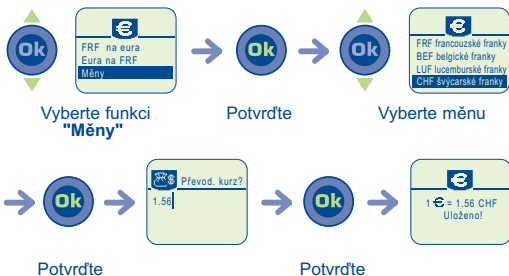 Ok
€
FRF na eura
Eura na FRF
Měny
Ok
Ok
€
FRF francouzské franky
BEF belgické franky
LUF lucemburské franky
CHF švýcarské franky
Vyberte funkci
"Měny"
Potvrďte
Vyberte měnu
Ok
$ Převod. kurz?
1.56
Ok
€
1 € = 1.56 CHF
Uloženo!
Potvrďte
Potvrďte